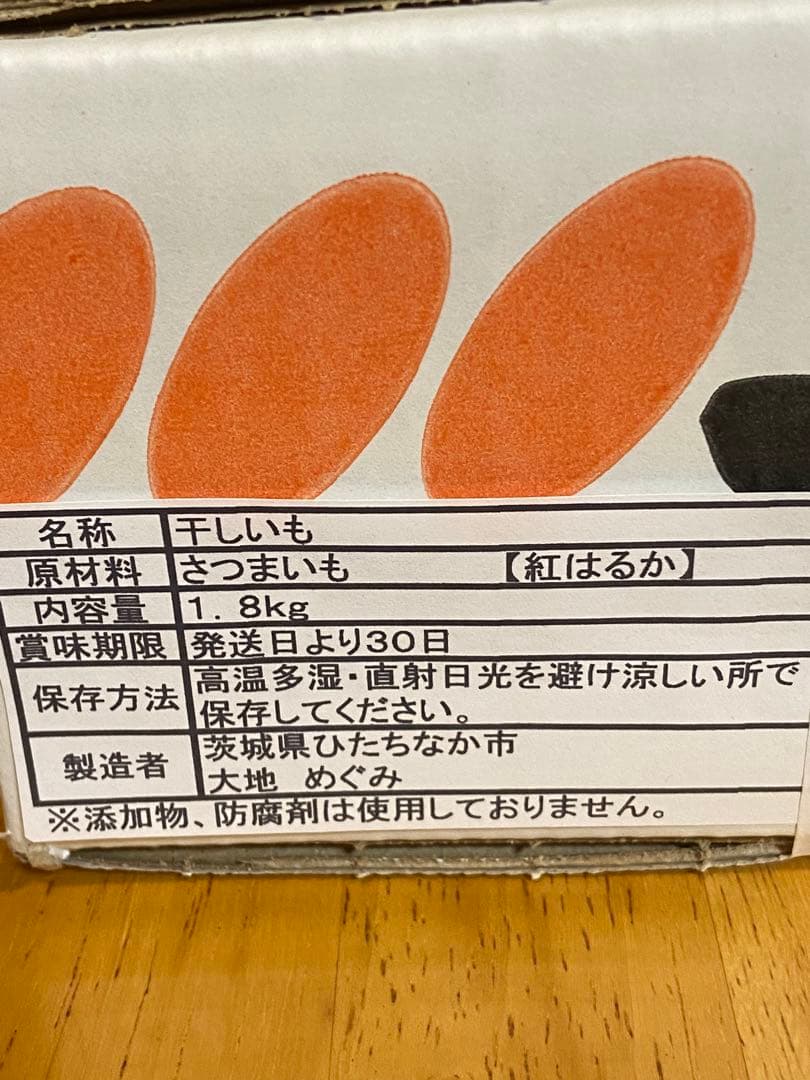 名称 干しいも
原材料 さつまいも 【紅はるか】
内容量 1．8kg
賞味期限 発送日より30日
保存方法 高温多湿・直射日光を避け涼しい所で
保存してください。
製造者 茨城県ひたちなか市
大地 めぐみ
※添加物、防腐剤は使用しておりません。